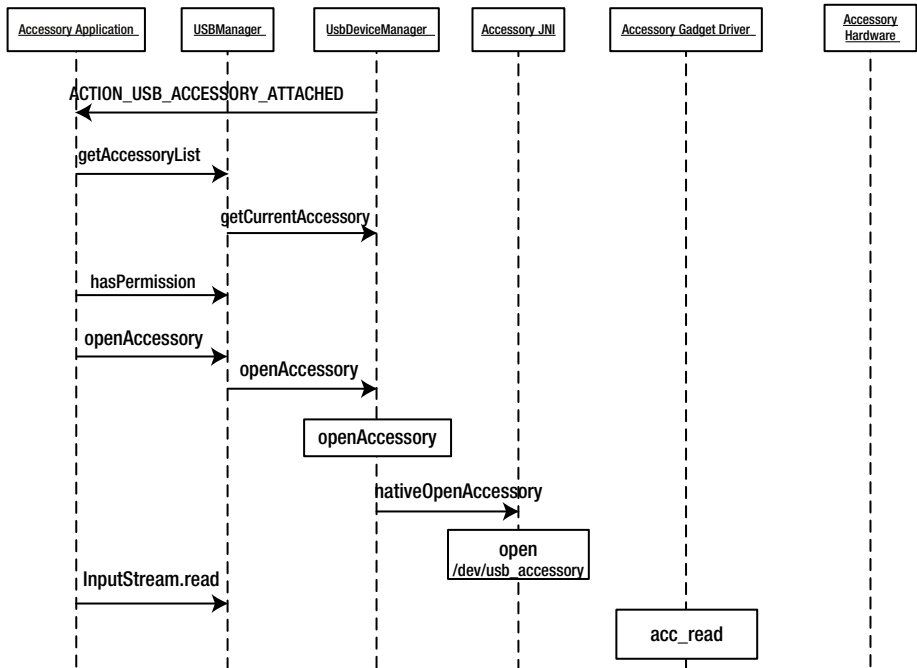 Accessory Application
USBManager
UsbDeviceManager
Accessory JNI
Accessory Gadget Driver
Accessory
Hardware
ACTION_USB_ACCESSORY_ATTACHED
getAccessoryList
getCurrentAccessory
hasPermission
openAccessory
openAccessory
openAccessory
nativeOpenAccessory
open
/dev/usb_accessory
InputStream.read
acc_read